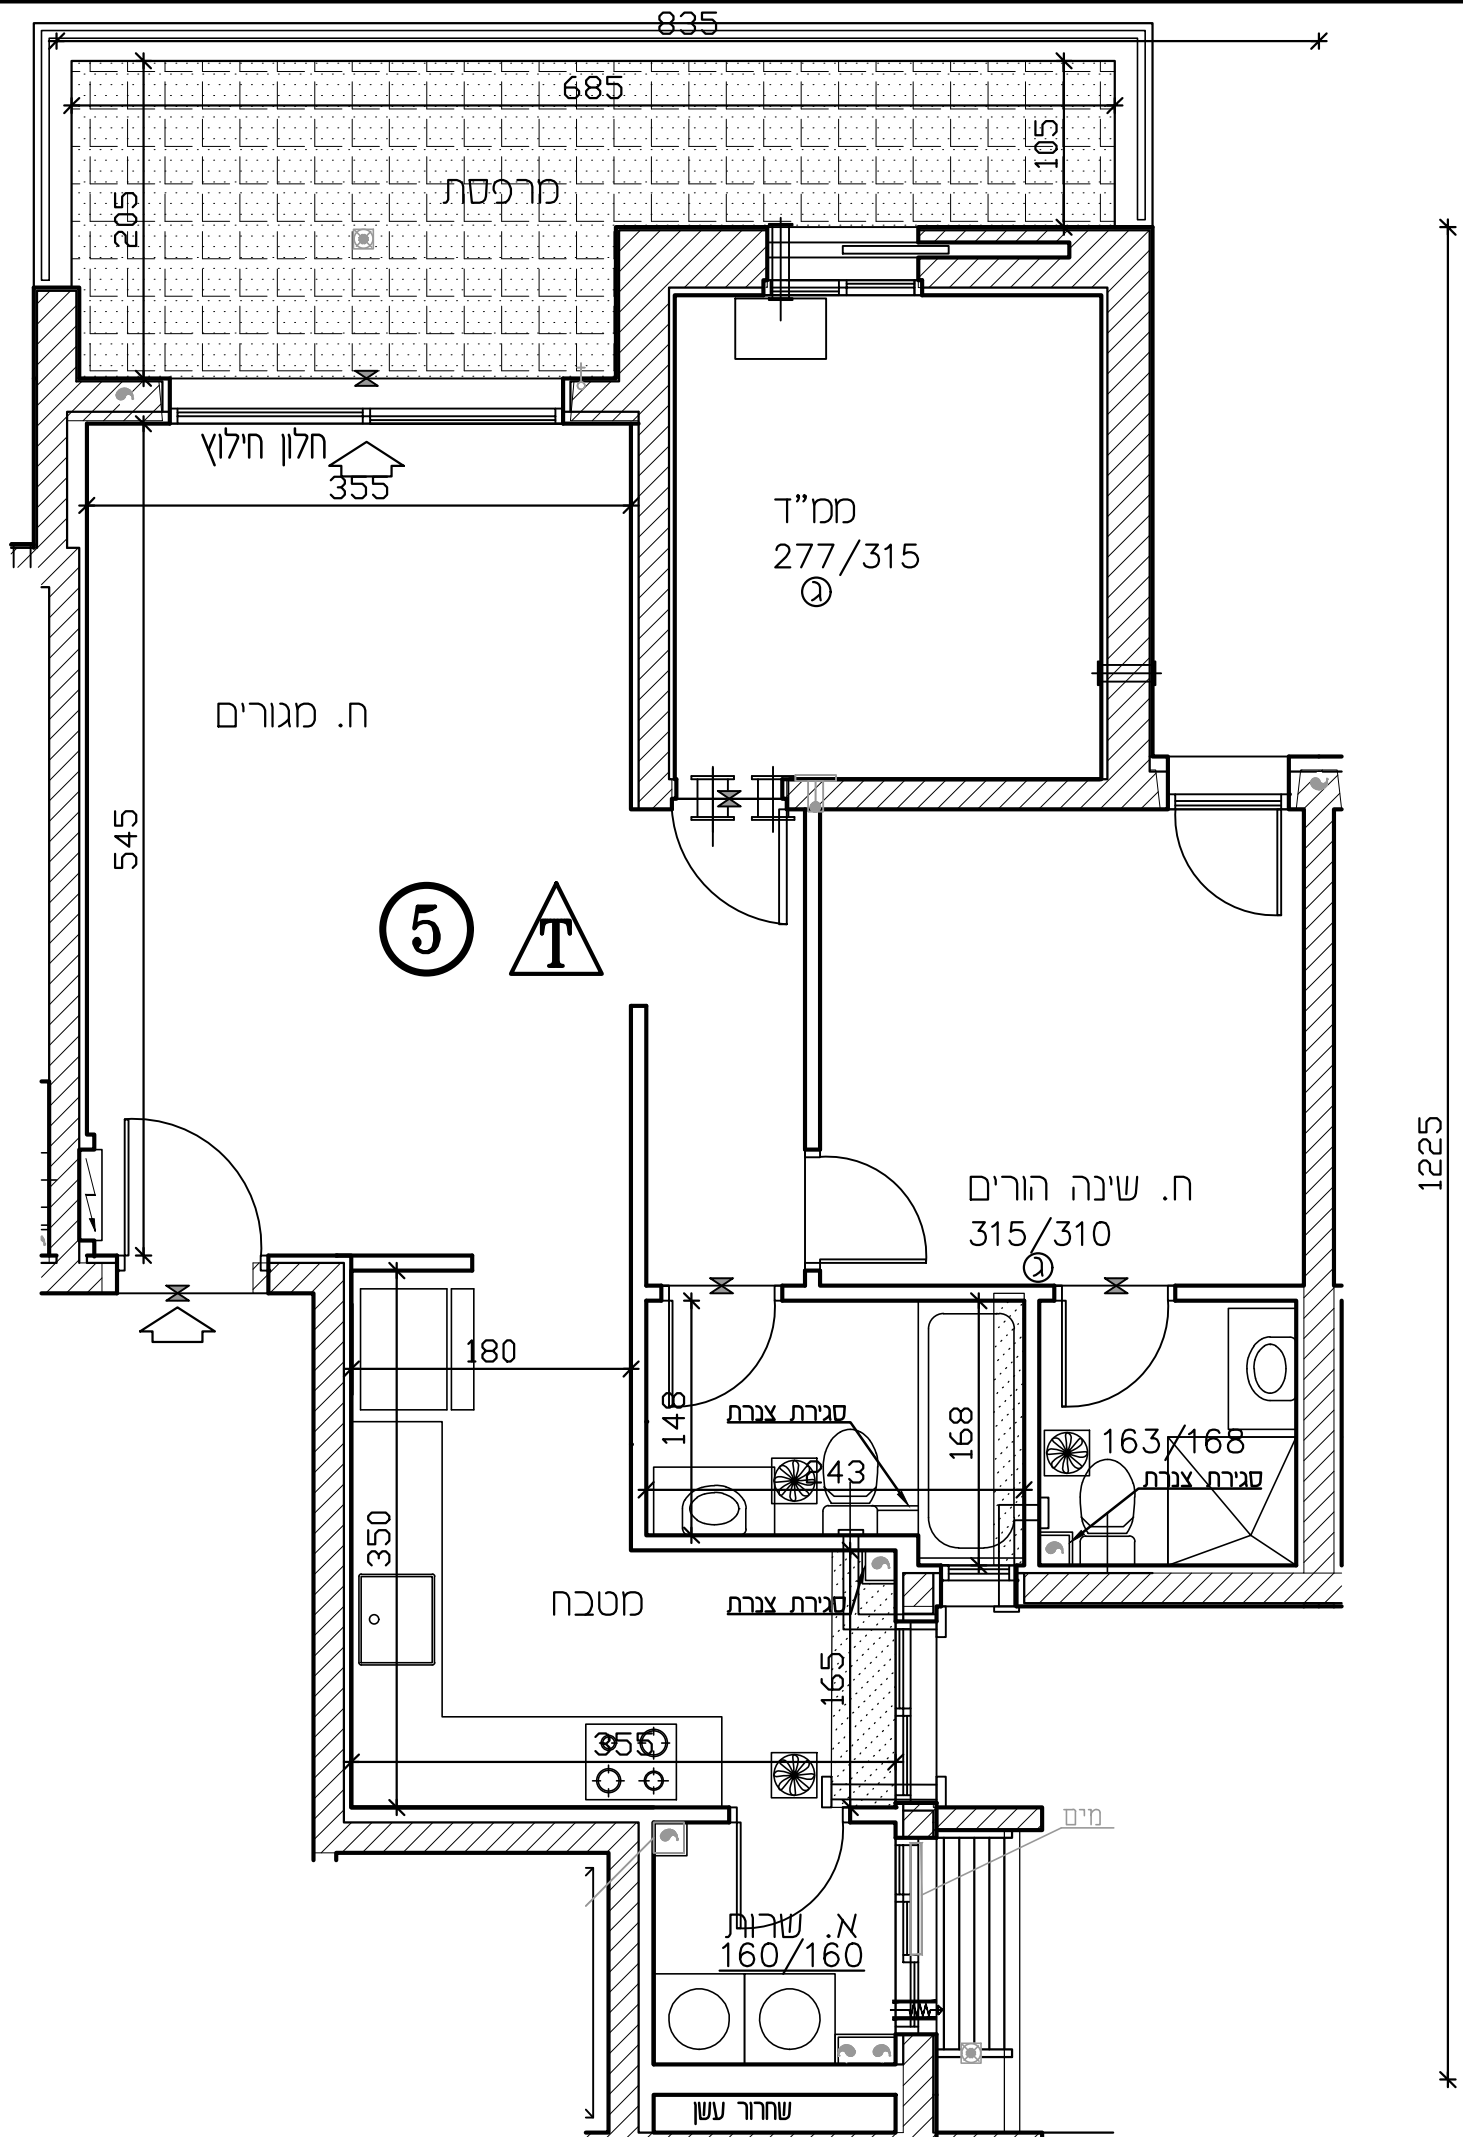 835
685
105
מרפסת
205
חלון חילוץ
355
ממ"ד
277/315
ג
ח. מגורים
545
5
T
1225
ח. שינה הורים
315/310
ג
180
148
סגירת צנרת
168
163/168
243
סגירת צנרת
350
מטבח
סגירת צנרת
165
355
מים
א. שרות
160/160
שחרור עשן